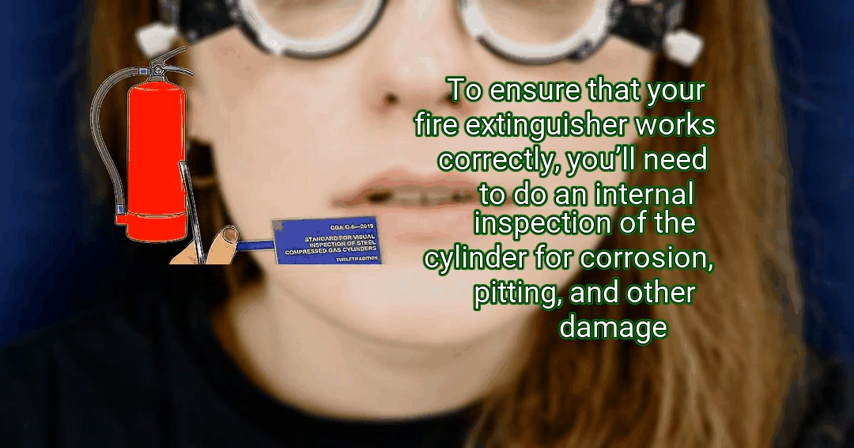 To ensure that your
fire extinguisher works
correctly, you'll need
to do an internal
inspection of the
cylinder for corrosion,
pitting, and other
damage
CGA C-6—2019
STANDARD FOR VISUAL
INSPECTION OF STEEL
COMPRESSED GAS CYLINDERS
TWELFTH EDITION